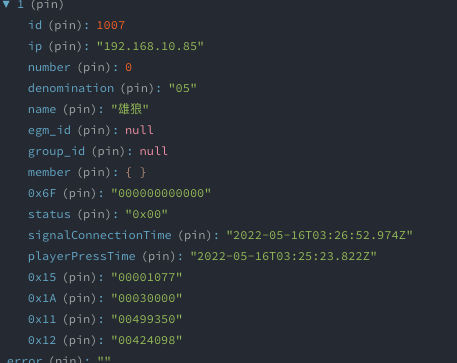 ▼ 1 (pin)
id (pin): 1007
ip (pin): "192.168.10.85"
number (pin): 0
denomination (pin): "05"
name (pin): "雄狼"
egm_id (pin): null
group_id (pin): null
member (pin): { }
0x6F (pin): "000000000000"
status (pin): "0x00"
signalConnectionTime (pin): "2022-05-16T03:26:52.974Z"
playerPressTime (pin): "2022-05-16T03:25:23.822Z"
0x15 (pin): "00001077"
0x1A (pin): "00030000"
0x11 (pin): "00499350"
0x12 (pin): "00424098"
error (pin): ""